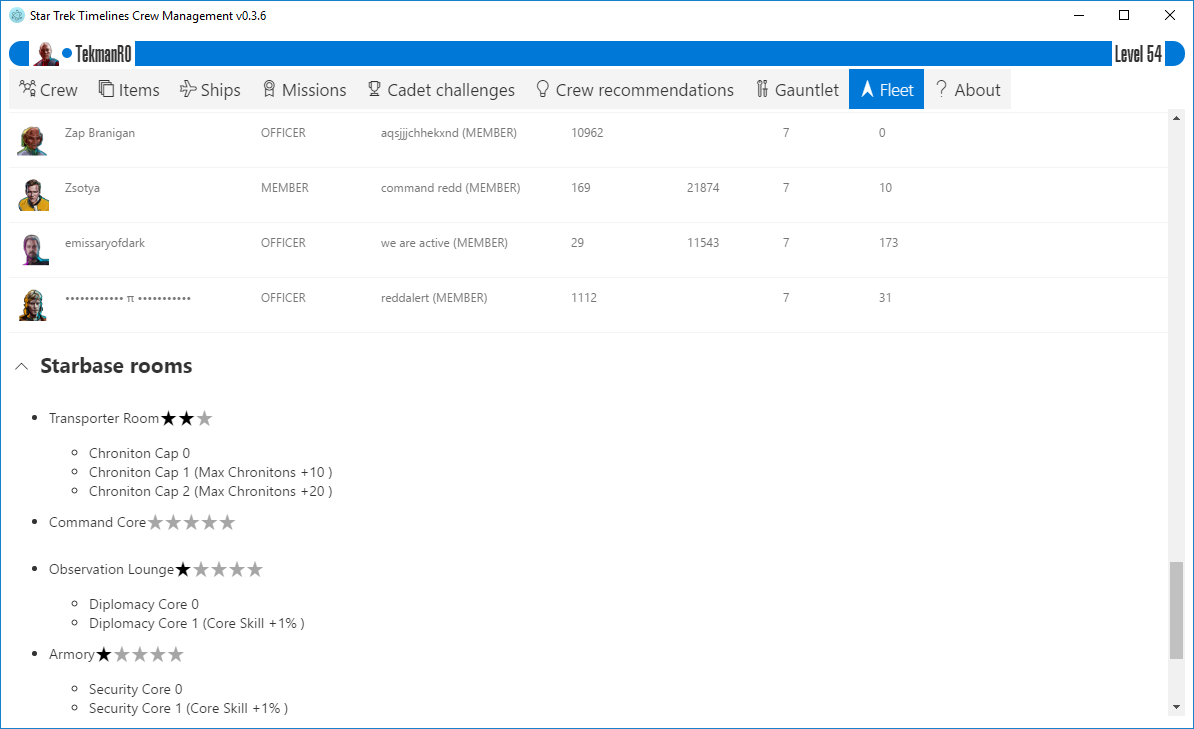 Star Trek Timelines Crew Management v0.3.6
TekmanRO Level 54
Crew Items Ships Missions Cadet challenges Crew recommendations Gauntlet Fleet ? About
Zap Branigan OFFICER aqsjjjchhekxnd (MEMBER) 10962 7 0
Zsotya MEMBER command redd (MEMBER) 169 21874 7 10
emissaryofdark OFFICER we are active (MEMBER) 29 11543 7 173
•••••••••••• π ••••••••••• OFFICER reddalert (MEMBER) 1112 7 31
Starbase rooms
• Transporter Room★★★
○ Chroniton Cap 0
○ Chroniton Cap 1 (Max Chronitons +10 )
○ Chroniton Cap 2 (Max Chronitons +20 )
• Command Core★★★★★
• Observation Lounge★★★★★
○ Diplomacy Core 0
○ Diplomacy Core 1 (Core Skill +1% )
• Armory★★★★★
○ Security Core 0
○ Security Core 1 (Core Skill +1% )